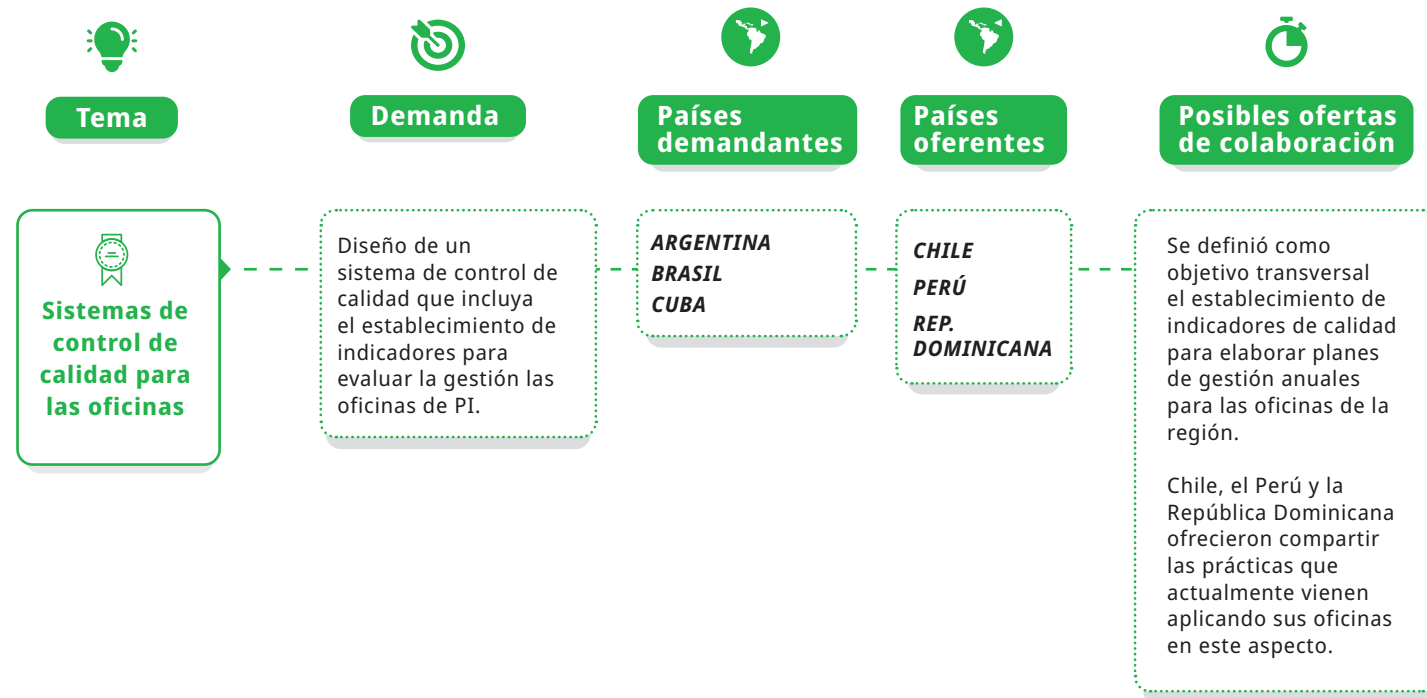 Tema
Demanda
Países
demandantes
Países
oferentes
Posibles ofertas
de colaboración
Sistemas de
control de
calidad para
las oficinas
Diseño de un
sistema de control de
calidad que incluya
el establecimiento de
indicadores para
evaluar la gestión las
oficinas de PI.
ARGENTINA
BRASIL
CUBA
CHILE
PERÚ
REP.
DOMINICANA
Se definió como
objetivo transversal
el establecimiento de
indicadores de calidad
para elaborar planes
de gestión anuales
para las oficinas de la
región.
Chile, el Perú y la
República Dominicana
ofrecieron compartir
las prácticas que
actualmente vienen
aplicando sus oficinas
en este aspecto.